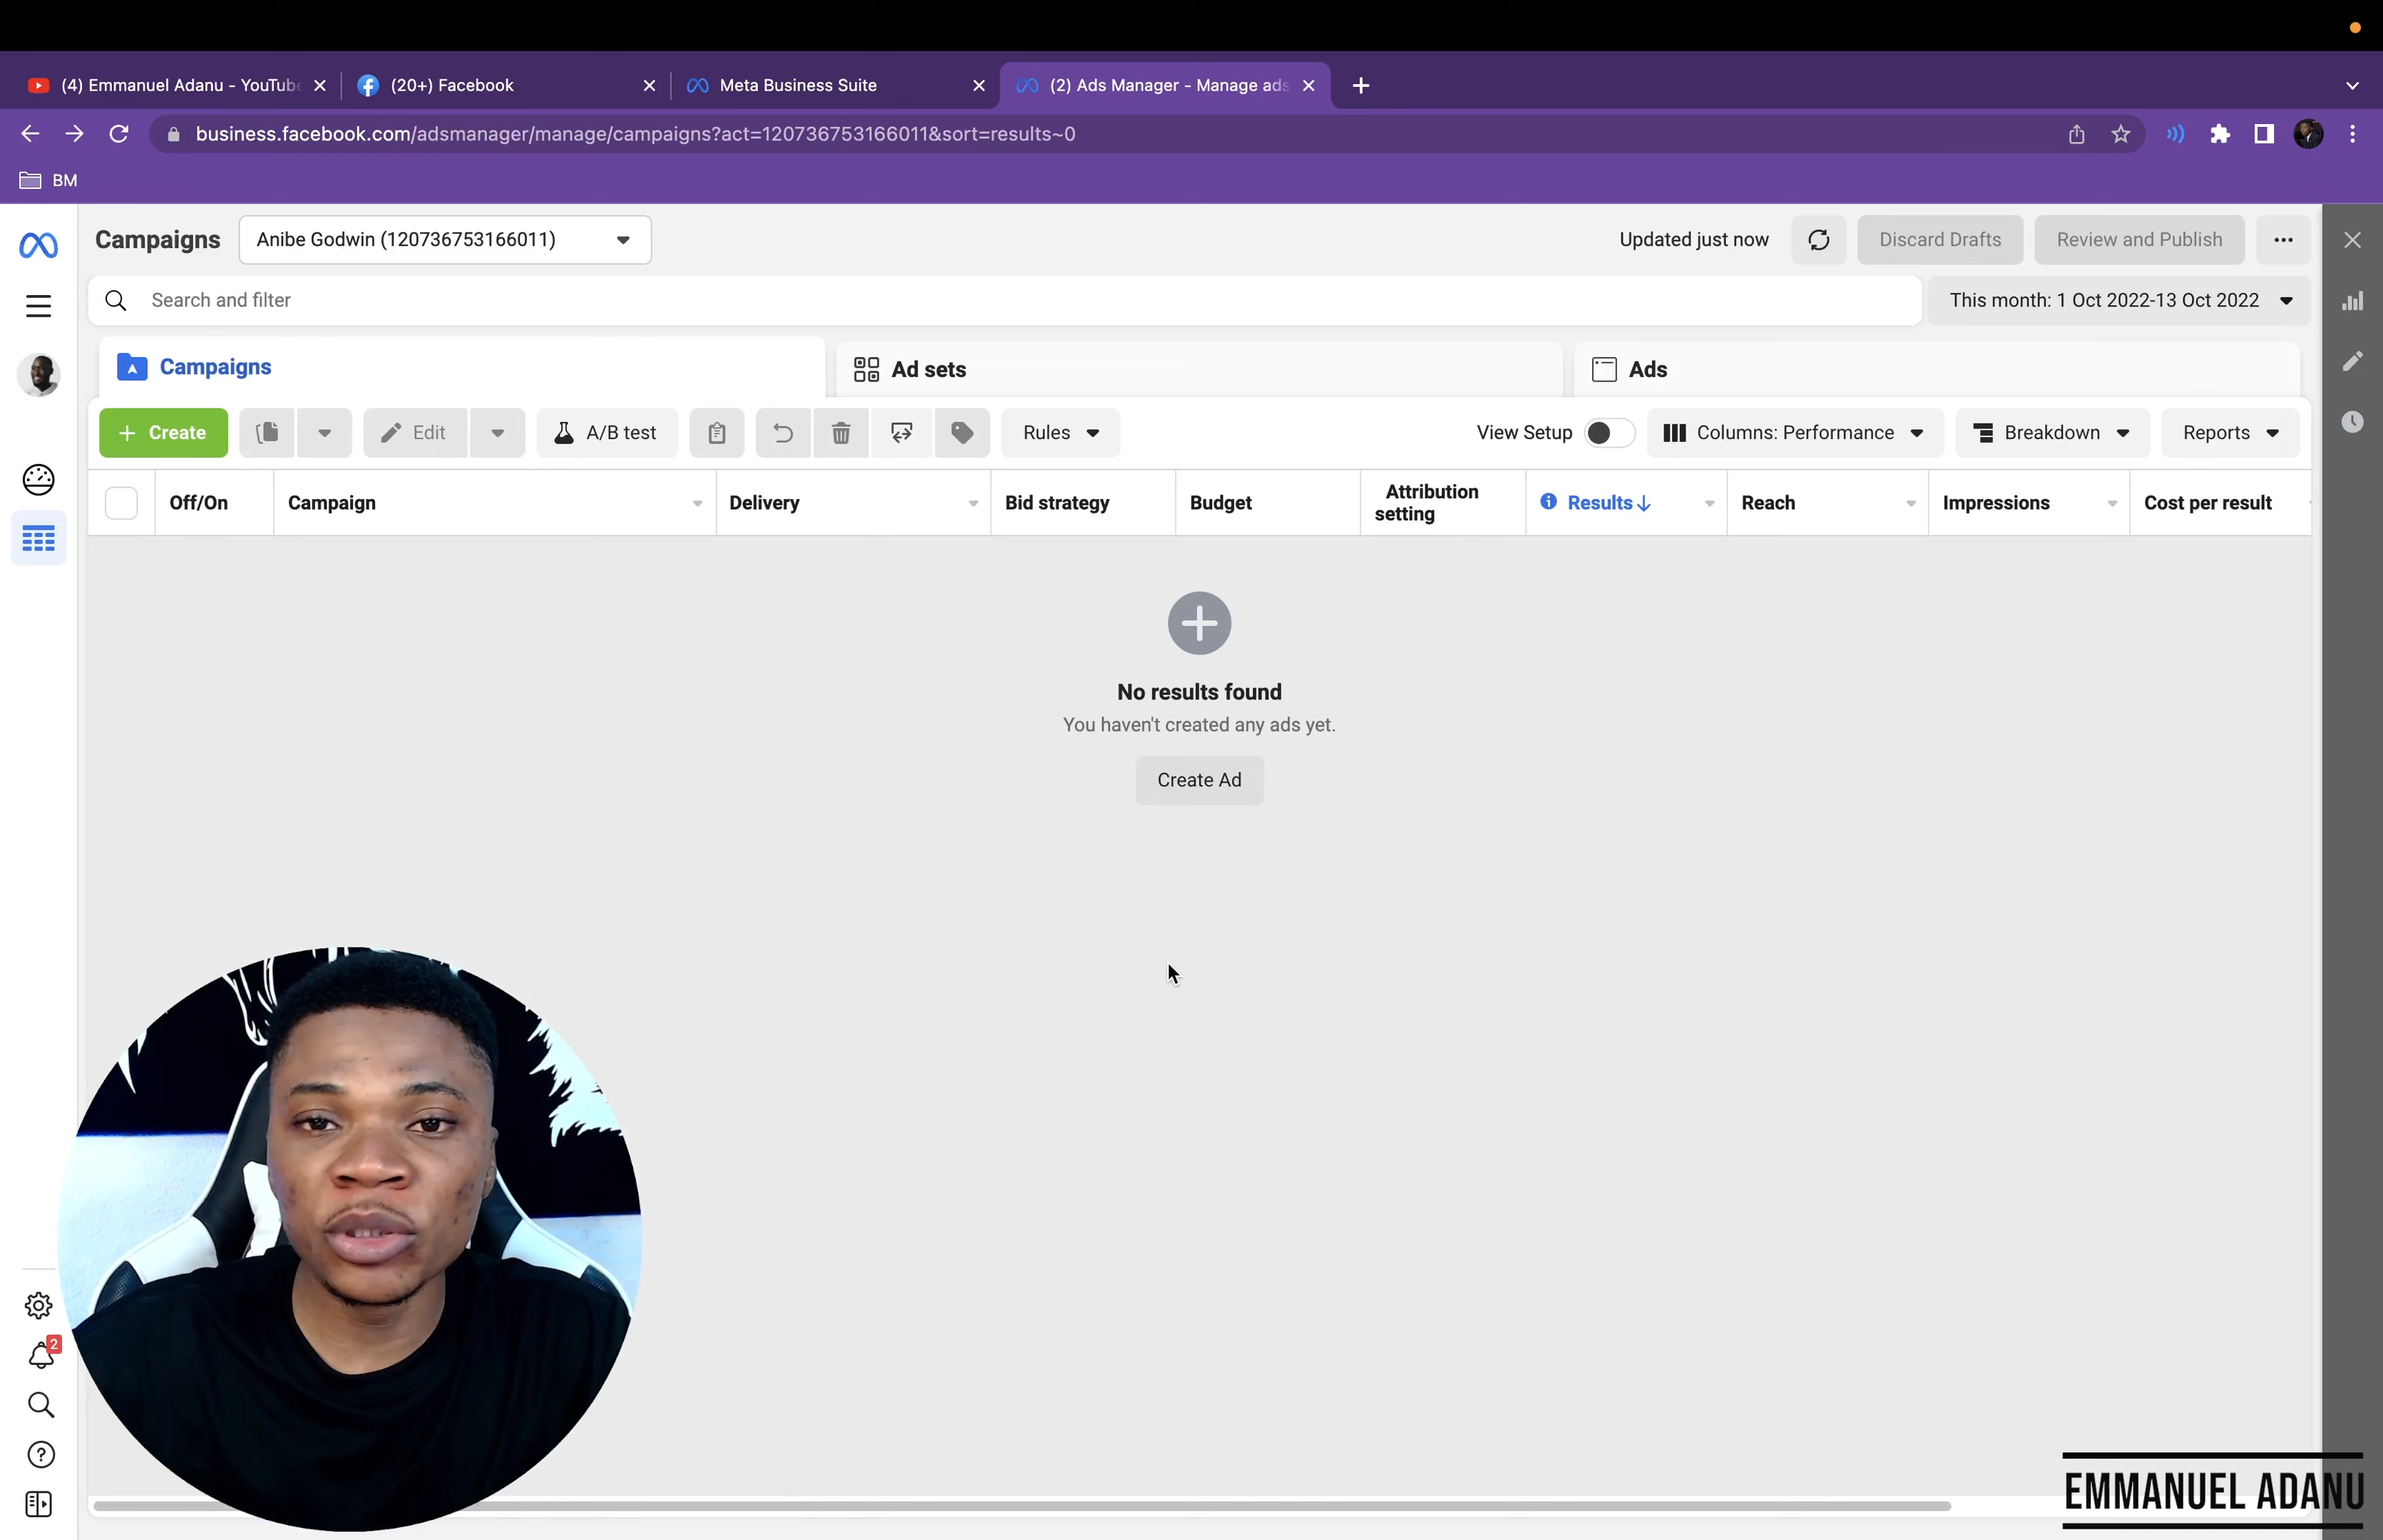 (4) Emmanuel Adanu - YouTube
(20+) Facebook
Meta Business Suite
(2) Ads Manager - Manage ads
business.facebook.com/adsmanager/manage/campaigns?act=120736753166011&sort=results~0
BM
Campaigns
Anibe Godwin (120736753166011)
Updated just now
Discard Drafts
Review and Publish
Search and filter
This month: 1 Oct 2022-13 Oct 2022
Campaigns
Ad sets
Ads
+ Create
Edit
A/B test
Rules
View Setup
Columns: Performance
Breakdown
Reports
Off/On
Campaign
Delivery
Bid strategy
Budget
Attribution
setting
Results↓
Reach
Impressions
Cost per result
No results found
You haven't created any ads yet.
Create Ad
2
EMMANUEL ADANU